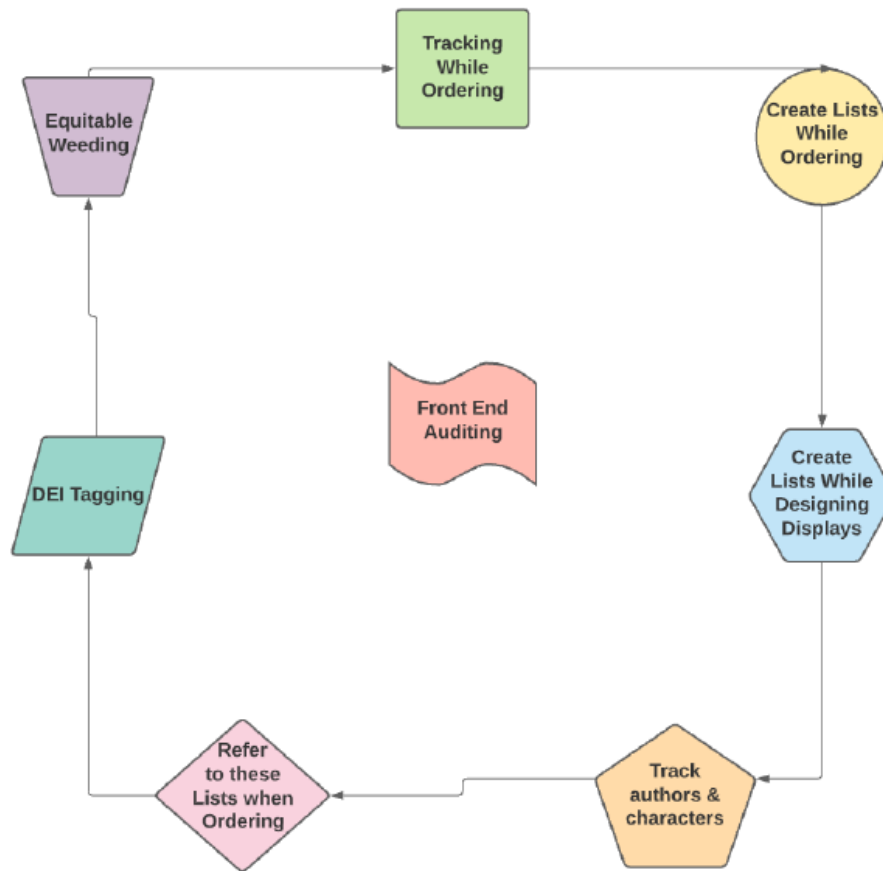 Tracking
While
Ordering
Create Lists
While
Ordering
Equitable
Weeding
Front End
Auditing
Create
Lists While
Designing
Displays
DEI Tagging
Track
authors &
characters
Refer
to these
Lists when
Ordering